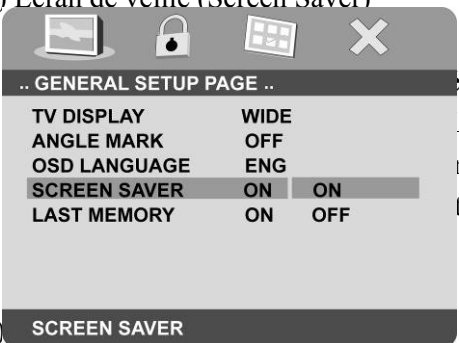 ) Écran de veille (Screen Saver)
.. GENERAL SETUP PAGE ..
TV DISPLAY WIDE
ANGLE MARK OFF
OSD LANGUAGE ENG
SCREEN SAVER ON ON
LAST MEMORY ON OFF
SCREEN SAVER